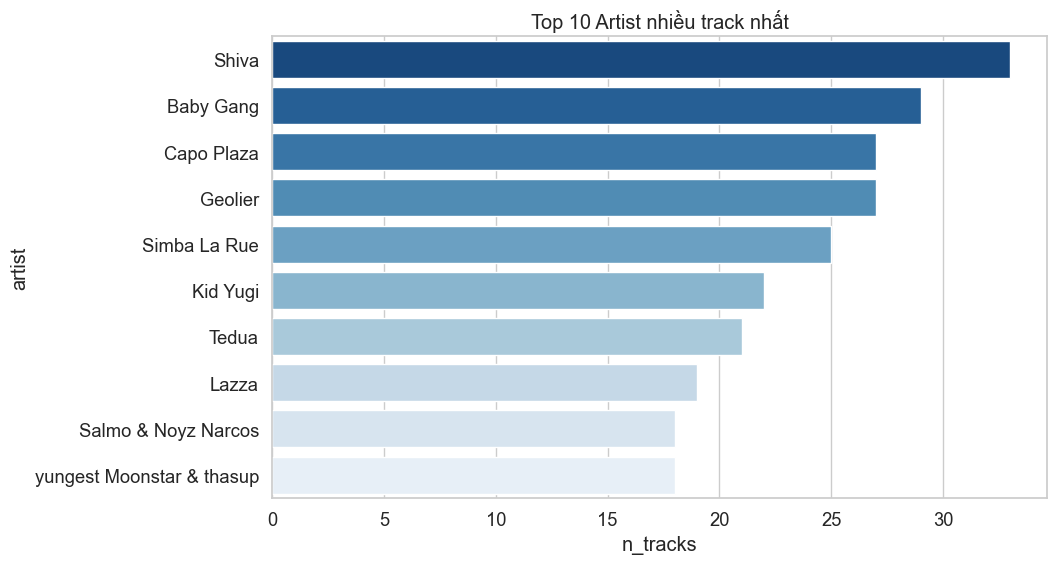 Top 10 Artist nhiều track nhất
Shiva
Baby Gang
Capo Plaza
Geolier
Simba La Rue
Kid Yugi
Tedua
Lazza
Salmo & Noyz Narcos
yungest Moonstar & thasup
artist
0 5 10 15 20 25 30
n_tracks